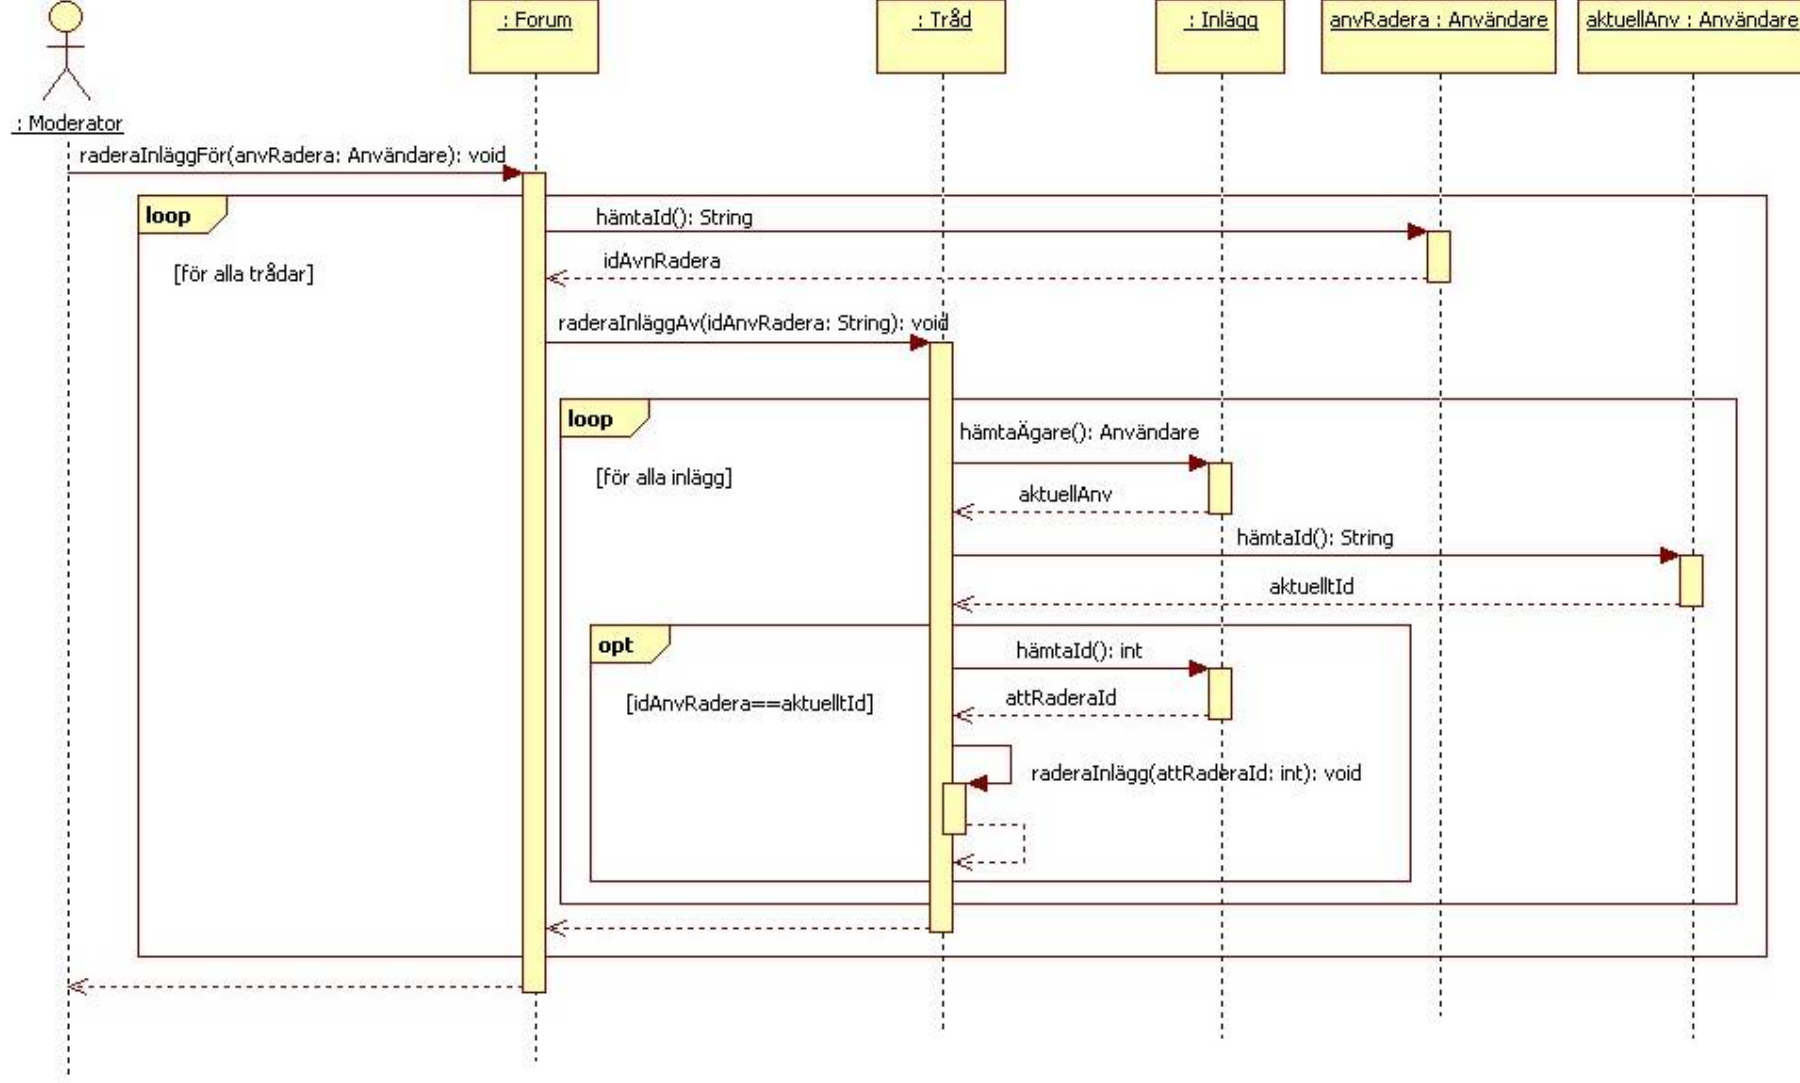 : Forum
: Tråd
: Inlägg
anvRadera : Användare
aktuellAnv : Användare
: Moderator
raderaInläggFör(anvRadera: Användare): void
loop
[för alla trådar]
hämtaId(): String
idAvnRadera
raderaInläggAv(idAnvRadera: String): void
loop
[för alla inlägg]
hämtaÄgare(): Användare
aktuellAnv
hämtaId(): String
aktuelltId
opt
[idAnvRadera==aktuelltId]
hämtaId(): int
attRaderaId
raderaInlägg(attRaderaId: int): void